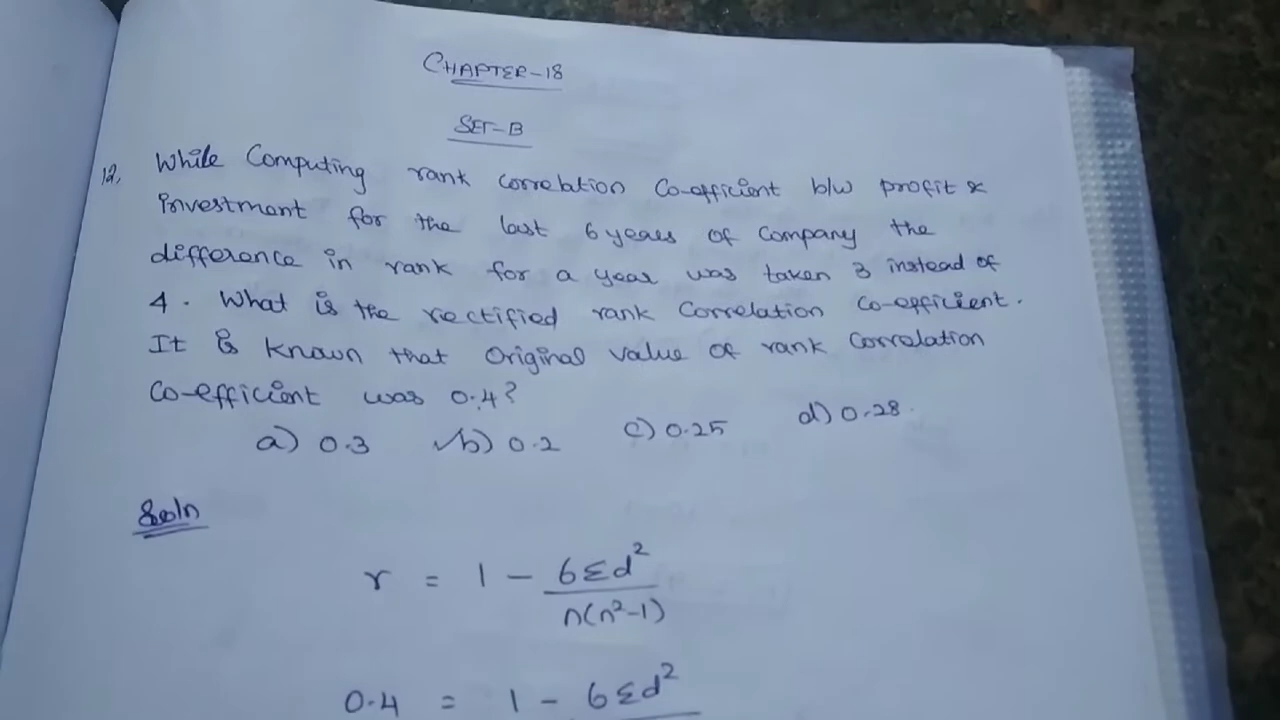 CHAPTER-18
SET-B
12. While Computing rank correlation Co-efficient b/w profit &
investment for the last 6 years of Company the
difference in rank for a year was taken 3 instead of
4. What is the rectified rank Correlation Co-efficient.
It is known that Original value of rank Correlation
Co-efficient was 0.4?
a) 0.3 ✓b) 0.2 c) 0.25 d) 0.28.
Soln
r = 1 - 6Σd²
n(n²-1)
0.4 = 1 - 6Σd²